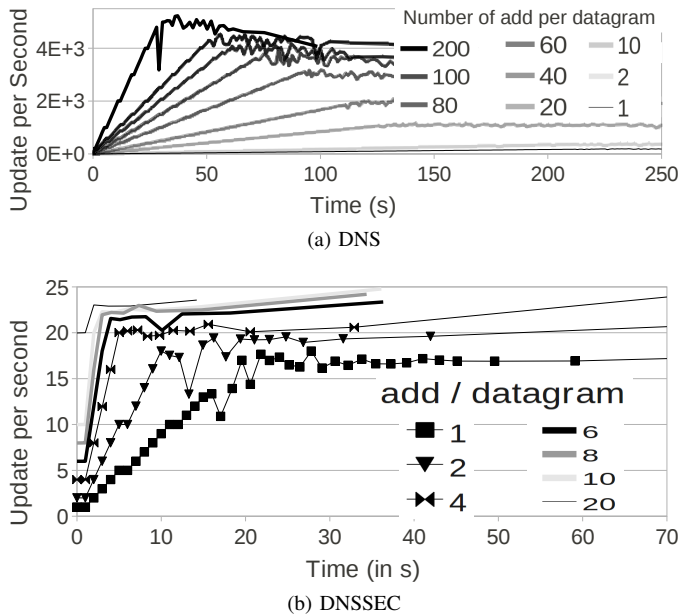 Update per Second
4E+3
2E+3
0E+0
Number of add per datagram
200 60 10
100 40 2
80 20 1
0 50 100 150 200 250
Time (s)
(a) DNS
Update per second
25
20
15
10
5
0
add / datagram
1 6
2 8
4 10
20
0 10 20 30 40 50 60 70
Time (in s)
(b) DNSSEC